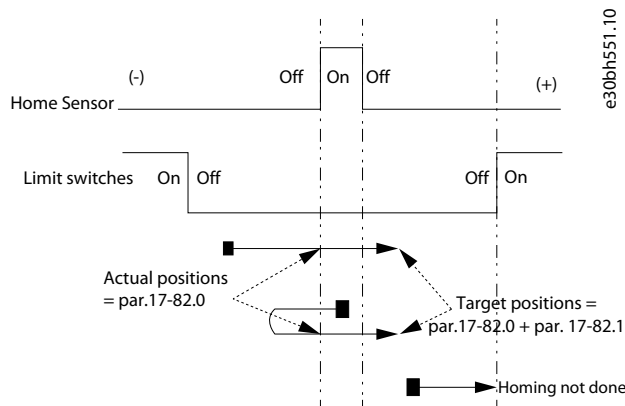 e30bh551.10
(-)
Off On Off
(+)
Home Sensor
Limit switches On Off Off On
Actual positions
= par.17-82.0
Target positions =
par.17-82.0 + par. 17-82.1
Homing not done